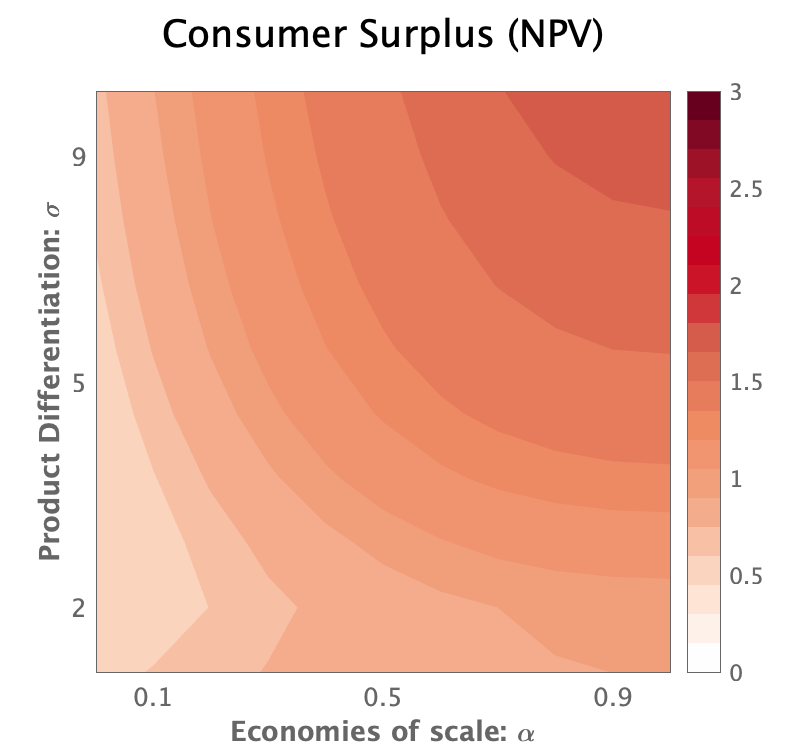 Consumer Surplus (NPV)
Product Differentiation: σ
9
5
2
0.1 0.5 0.9
Economies of scale: α
3
2.5
2
1.5
1
0.5
0